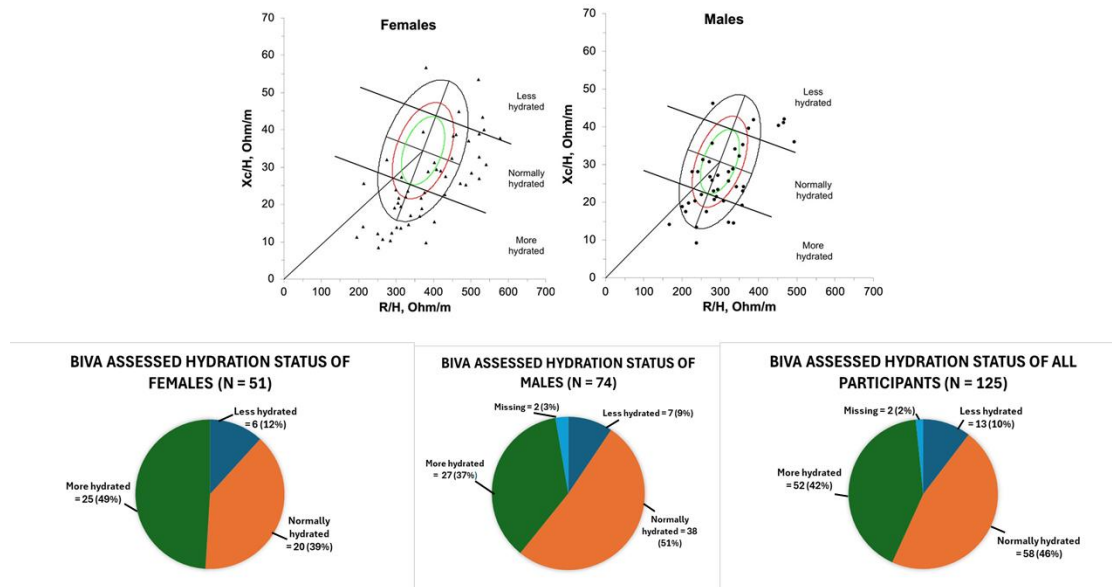 Females
Xc/H, Ohm/m
70
60
50
40
30
20
10
0
0 100 200 300 400 500 600 700
R/H, Ohm/m
Less
hydrated
Normally
hydrated
More
hydrated
Males
Xc/H, Ohm/m
70
60
50
40
30
20
10
0
0 100 200 300 400 500 600 700
R/H, Ohm/m
Less
hydrated
Normally
hydrated
More
hydrated
BIVA ASSESSED HYDRATION STATUS OF
FEMALES (N = 51)
Less hydrated
= 6 (12%)
More hydrated
= 25 (49%)
Normally
hydrated
= 20 (39%)
BIVA ASSESSED HYDRATION STATUS OF
MALES (N = 74)
Missing = 2 (3%)
Less hydrated = 7 (9%)
More hydrated
= 27 (37%)
Normally
hydrated = 38
(51%)
BIVA ASSESSED HYDRATION STATUS OF ALL
PARTICIPANTS (N = 125)
Missing = 2 (2%)
Less hydrated
= 13 (10%)
More hydrated
= 52 (42%)
Normally hydrated
= 58 (46%)